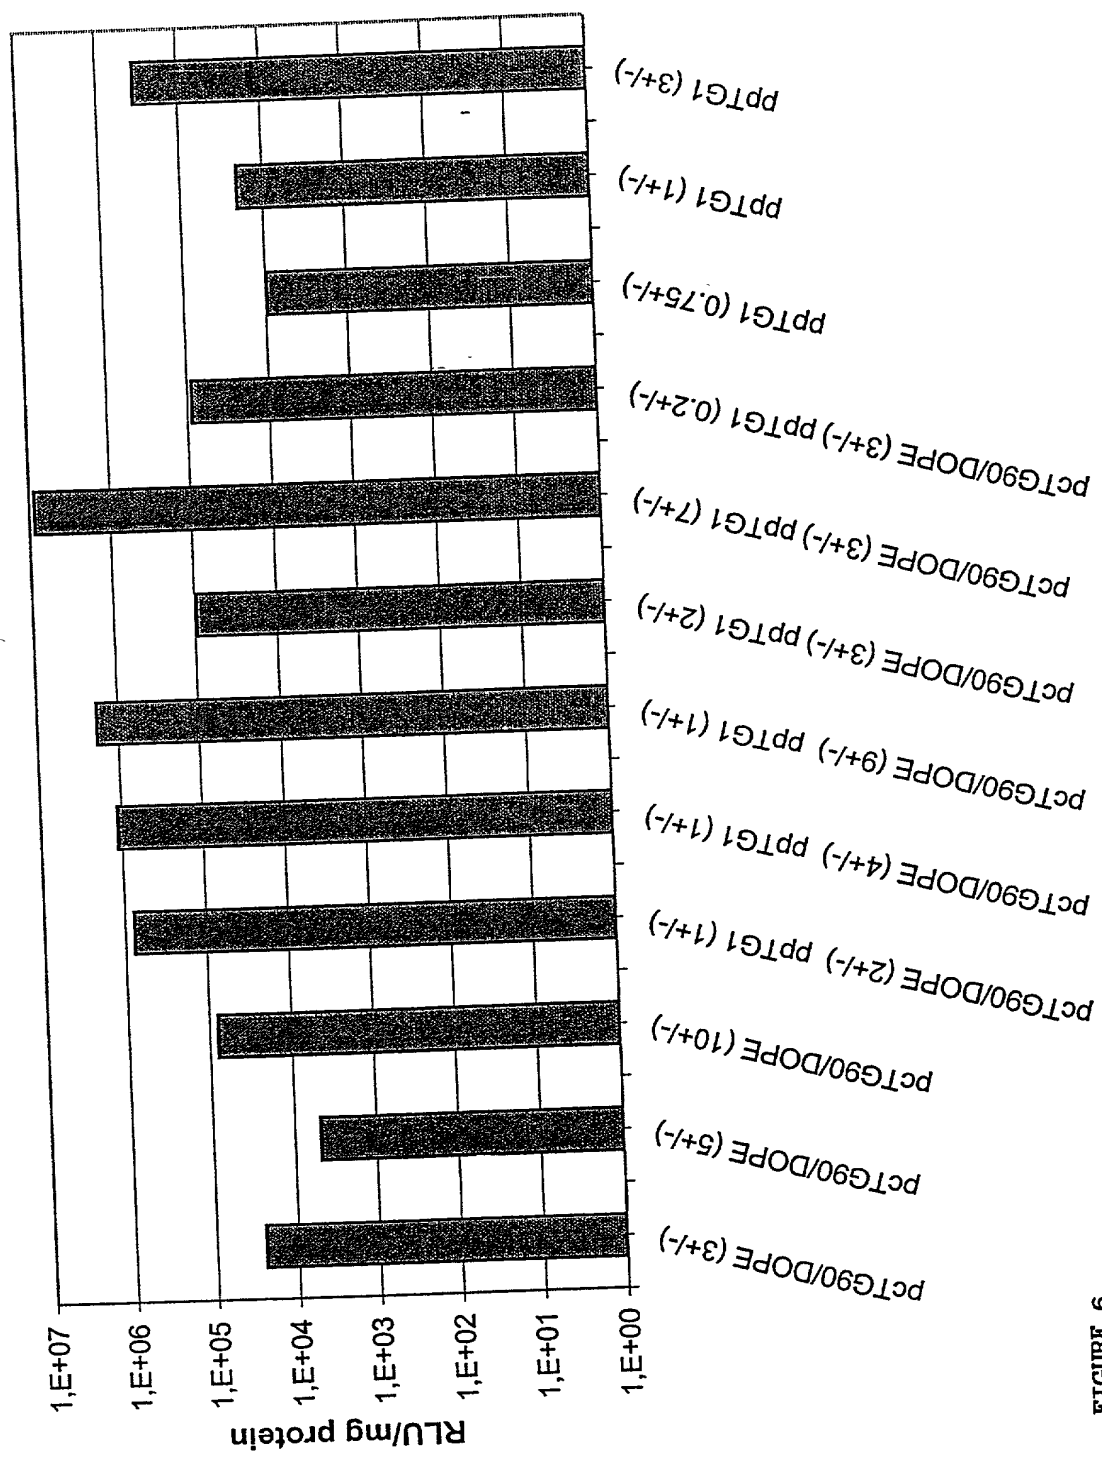 RLU/mg protein
1,E+07
1,E+06
1,E+05
1,E+04
1,E+03
1,E+02
1,E+01
1,E+00
pcTG90/DOPE (3+/-)
pcTG90/DOPE (5+/-)
pcTG90/DOPE (10+/-)
pcTG90/DOPE (2+/-) ppTG1 (1+/-)
pcTG90/DOPE (4+/-) ppTG1 (1+/-)
pcTG90/DOPE (9+/-) ppTG1 (1+/-)
pcTG90/DOPE (3+/-) ppTG1 (2+/-)
pcTG90/DOPE (3+/-) ppTG1 (7+/-)
pcTG90/DOPE (3+/-) ppTG1 (0.2+/-)
ppTG1 (0.75+/-)
ppTG1 (1+/-)
ppTG1 (3+/-)
FIGURE 6